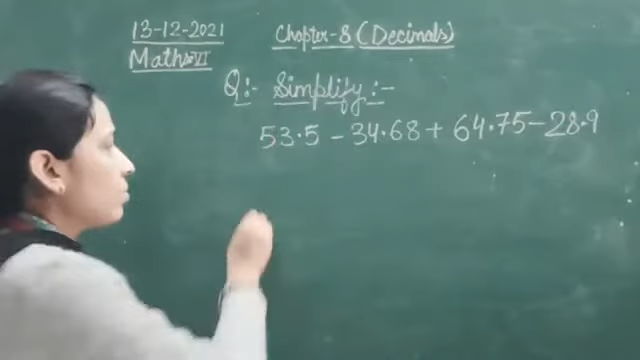 13-12-2021 Chapter-8 (Decimals)
Maths-VI
Q:- Simplify :-
53.5 - 34.68 + 64.75 - 28.9